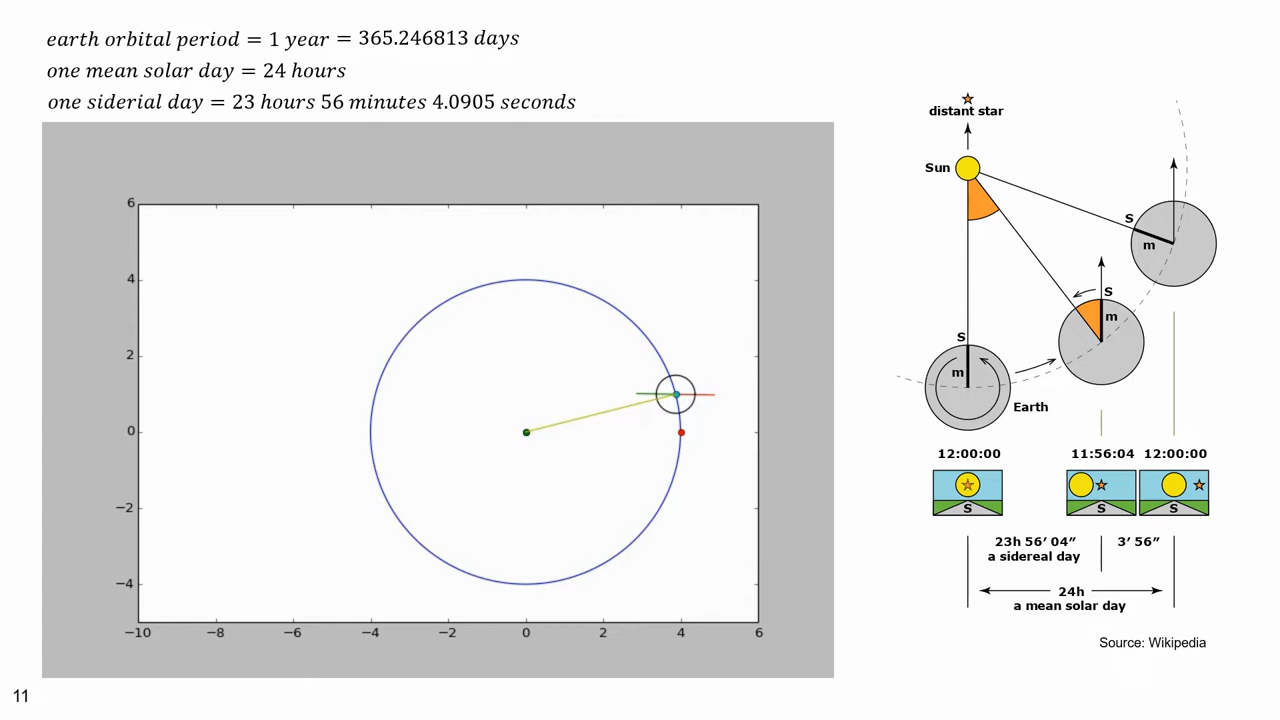 earth orbital period = 1 year = 365.246813 days
one mean solar day = 24 hours
one siderial day = 23 hours 56 minutes 4.0905 seconds
6
4
2
0
−2
−4
−10 −8 −6 −4 −2 0 2 4 6
distant star
Sun
S
m
S
m
S
m
Earth
12:00:00 11:56:04 12:00:00
S S S
23h 56′ 04″ 3′ 56″
a sidereal day
24h
a mean solar day
Source: Wikipedia
11